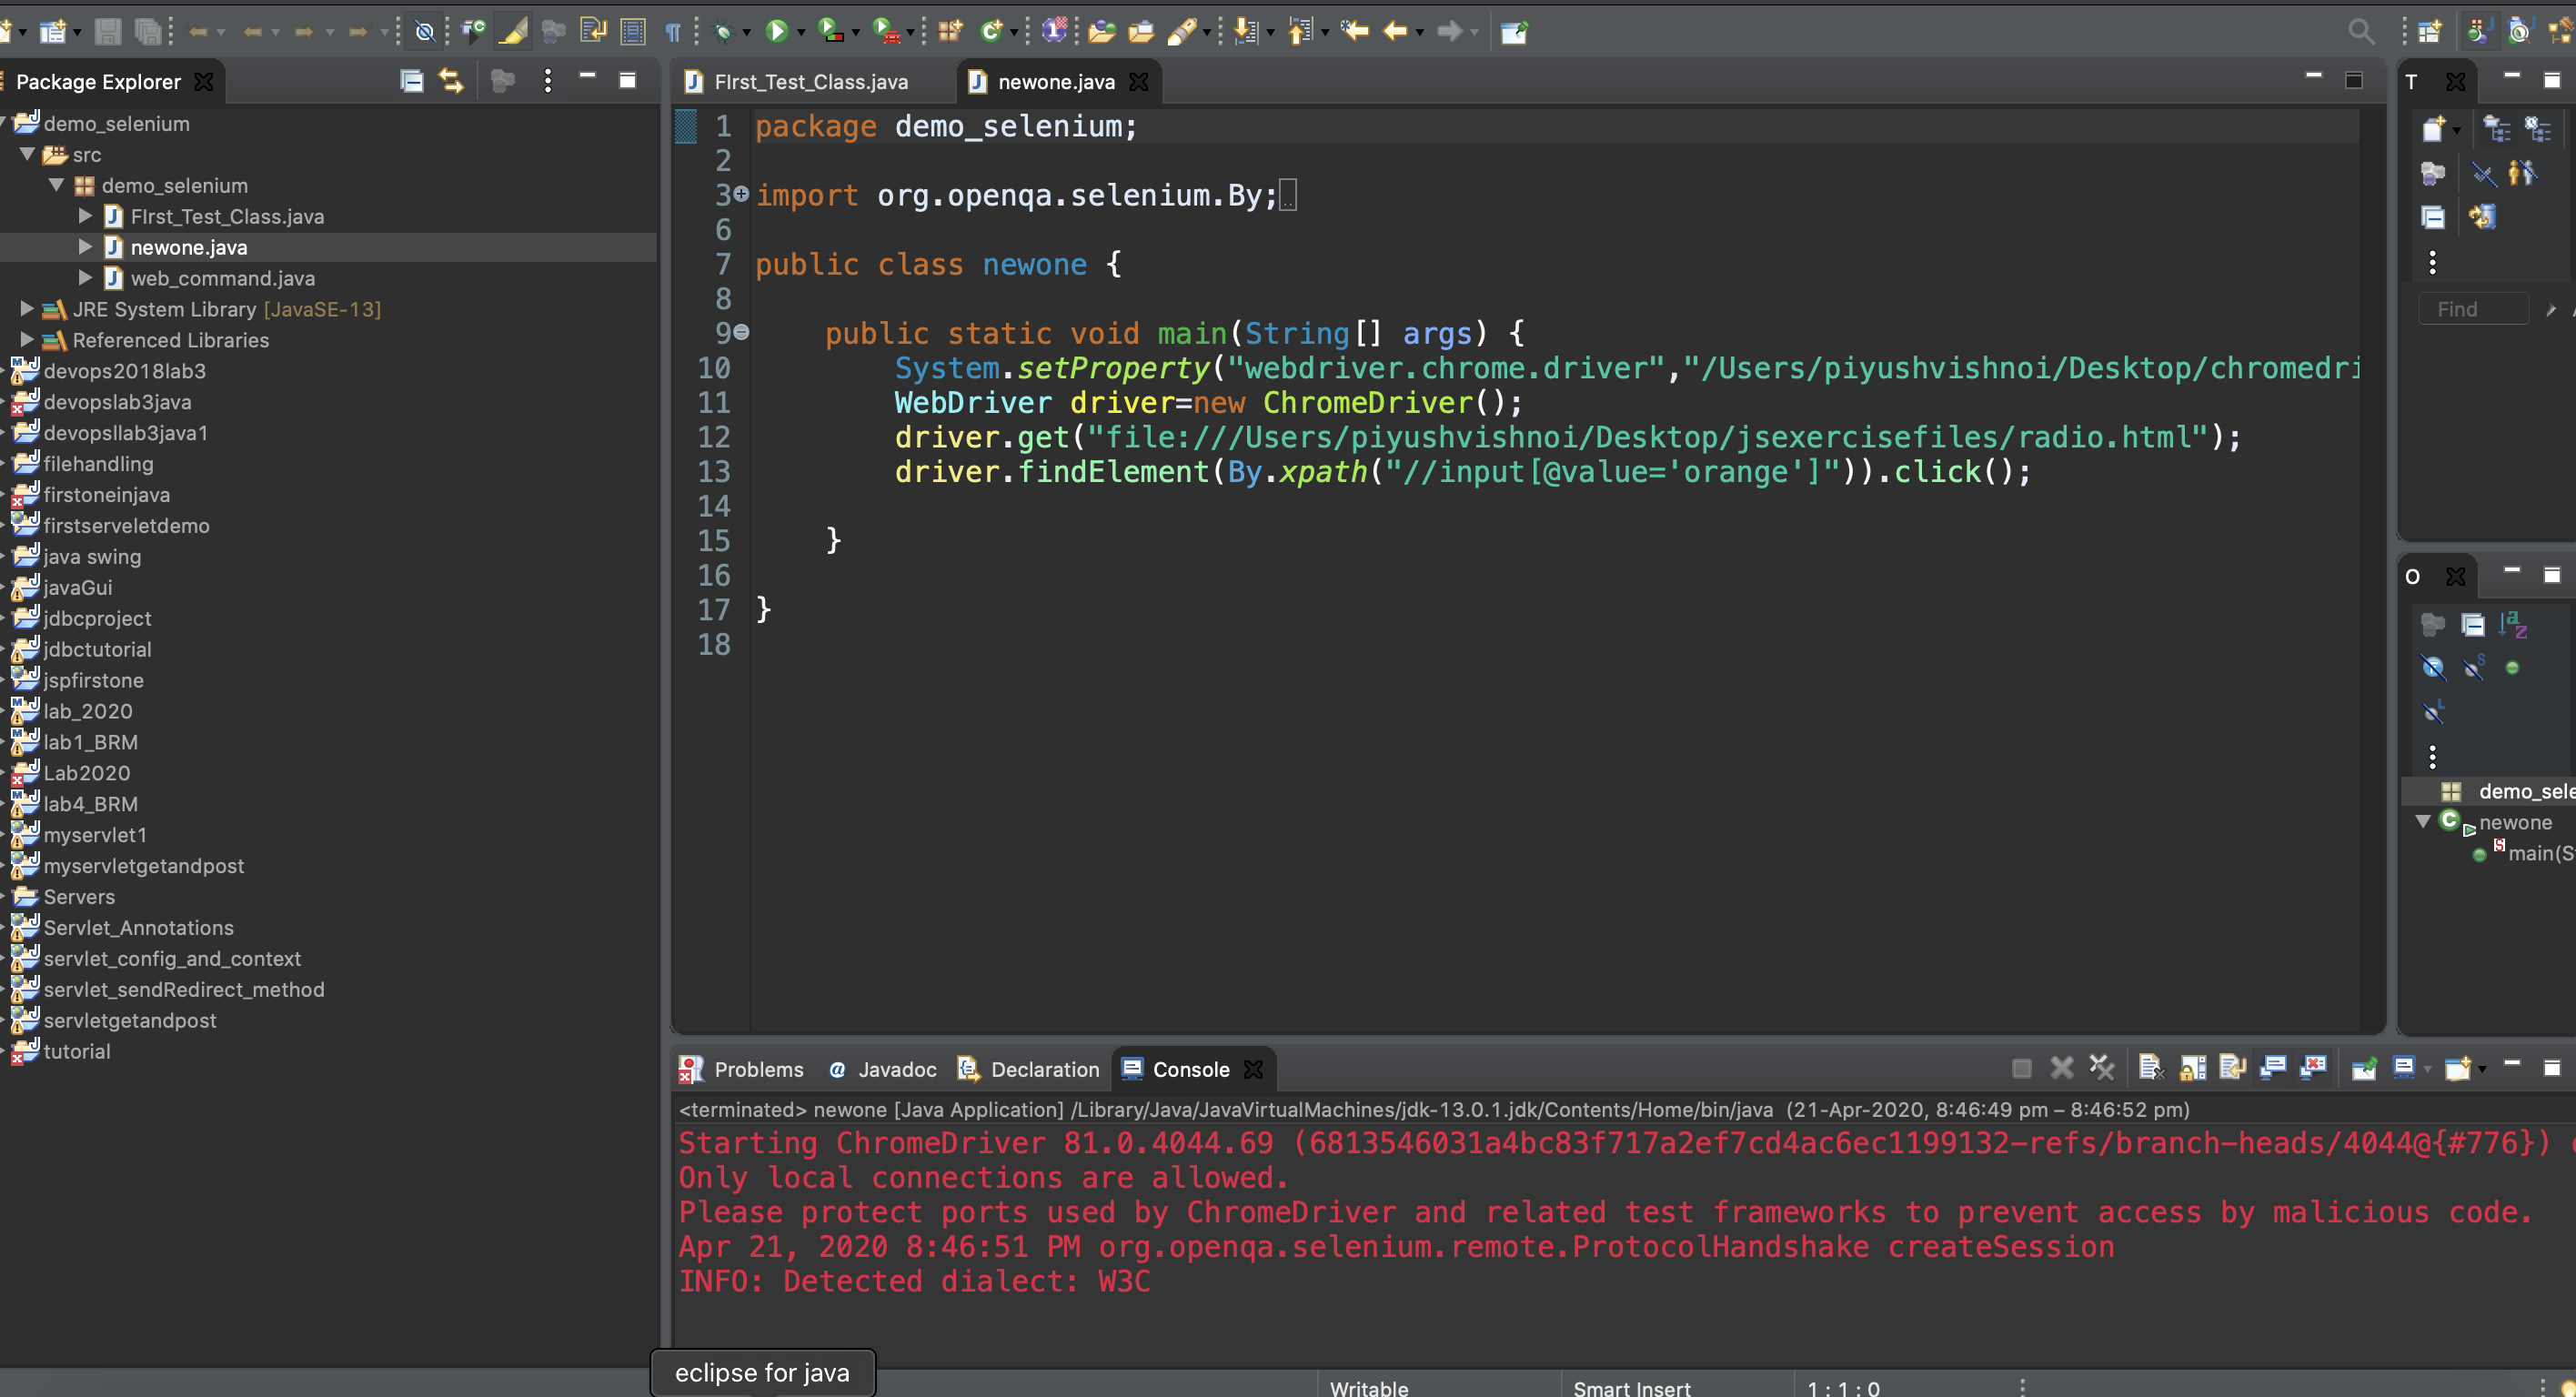 Package Explorer
demo_selenium
src
demo_selenium
FIrst_Test_Class.java
newone.java
web_command.java
JRE System Library [JavaSE-13]
Referenced Libraries
devops2018lab3
devopslab3java
devopsllab3java1
filehandling
firstoneinjava
firstserveletdemo
java swing
javaGui
jdbcproject
jdbctutorial
jspfirstone
lab_2020
lab1_BRM
Lab2020
lab4_BRM
myservlet1
myservletgetandpost
Servers
Servlet_Annotations
servlet_config_and_context
servlet_sendRedirect_method
servletgetandpost
tutorial
FIrst_Test_Class.java newone.java
1 package demo_selenium;
2
3 import org.openqa.selenium.By;
6
7 public class newone {
8
9 public static void main(String[] args) {
10 System.setProperty("webdriver.chrome.driver","/Users/piyushvishnoi/Desktop/chromedri
11 WebDriver driver=new ChromeDriver();
12 driver.get("file:///Users/piyushvishnoi/Desktop/jsexercisefiles/radio.html");
13 driver.findElement(By.xpath("//input[@value='orange']")).click();
14
15 }
16
17 }
18
T
Find
O
demo_sele
newone
main(S
Problems Javadoc Declaration Console
<terminated> newone [Java Application] /Library/Java/JavaVirtualMachines/jdk-13.0.1.jdk/Contents/Home/bin/java (21-Apr-2020, 8:46:49 pm – 8:46:52 pm)
Starting ChromeDriver 81.0.4044.69 (6813546031a4bc83f717a2ef7cd4ac6ec1199132-refs/branch-heads/4044@{#776})
Only local connections are allowed.
Please protect ports used by ChromeDriver and related test frameworks to prevent access by malicious code.
Apr 21, 2020 8:46:51 PM org.openqa.selenium.remote.ProtocolHandshake createSession
INFO: Detected dialect: W3C
eclipse for java
Writable Smart Insert 1 : 1 : 0